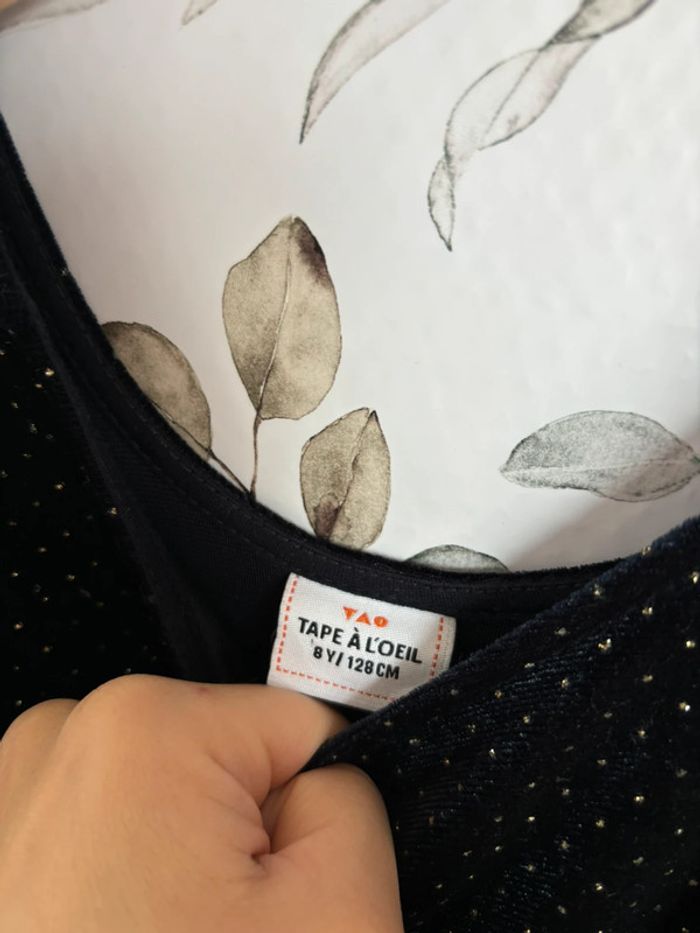 TAO
TAPE À L'OEIL
8Y/128CM